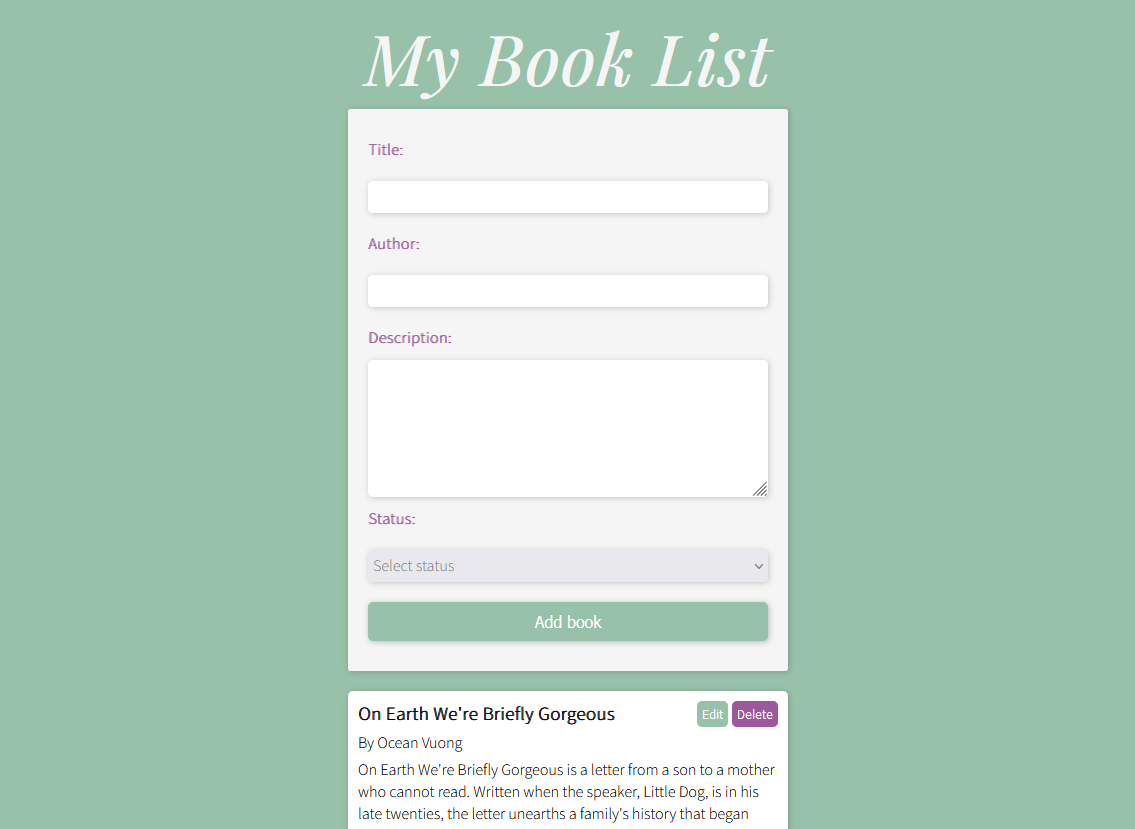 My Book List
Title:
Author:
Description:
Status:
Select status
Add book
On Earth We're Briefly Gorgeous
Edit
Delete
By Ocean Vuong
On Earth We're Briefly Gorgeous is a letter from a son to a mother
who cannot read. Written when the speaker, Little Dog, is in his
late twenties, the letter unearths a family's history that began